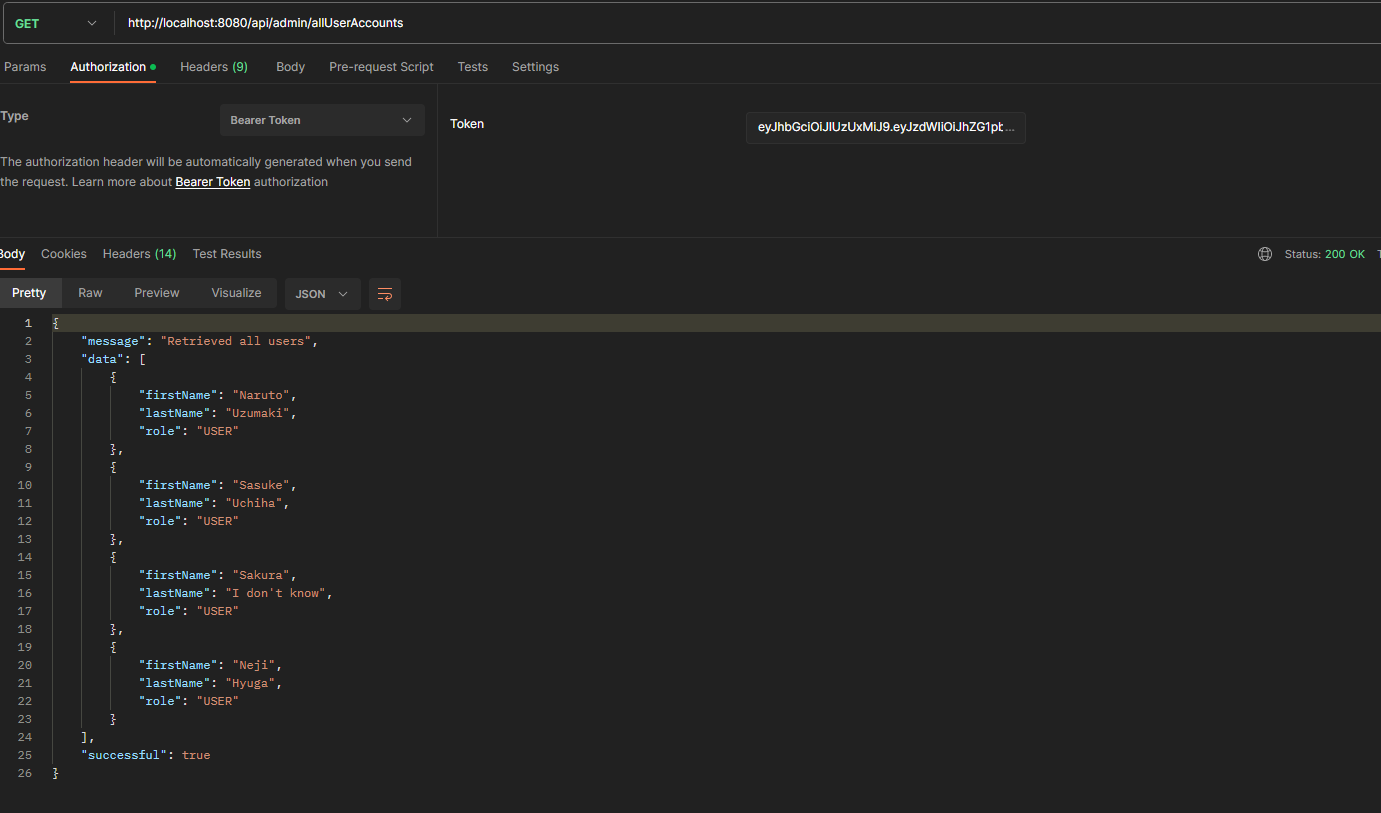 GET http://localhost:8080/api/admin/allUserAccounts
Params Authorization Headers (9) Body Pre-request Script Tests Settings
Type Bearer Token
The authorization header will be automatically generated when you send
the request. Learn more about Bearer Token authorization
Token eyJhbGciOiJIUzUxMiJ9.eyJzdWIiOiJhZG1pb ...
Body Cookies Headers (14) Test Results Status: 200 OK
Pretty Raw Preview Visualize JSON
1 {
2 "message": "Retrieved all users",
3 "data": [
4 {
5 "firstName": "Naruto",
6 "lastName": "Uzumaki",
7 "role": "USER"
8 },
9 {
10 "firstName": "Sasuke",
11 "lastName": "Uchiha",
12 "role": "USER"
13 },
14 {
15 "firstName": "Sakura",
16 "lastName": "I don't know",
17 "role": "USER"
18 },
19 {
20 "firstName": "Neji",
21 "lastName": "Hyuga",
22 "role": "USER"
23 }
24 ],
25 "successful": true
26 }